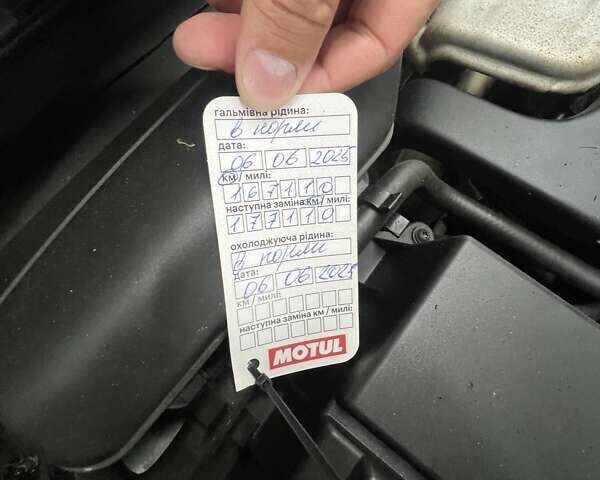 гальмівна рідина:
в нормі
дата:
06 06 2025
км / милі:
167110
наступна заміна км / милі:
177110
охолоджуюча рідина:
в нормі
дата:
06 06 2025
км / милі:
наступна заміна км / милі:
MOTUL